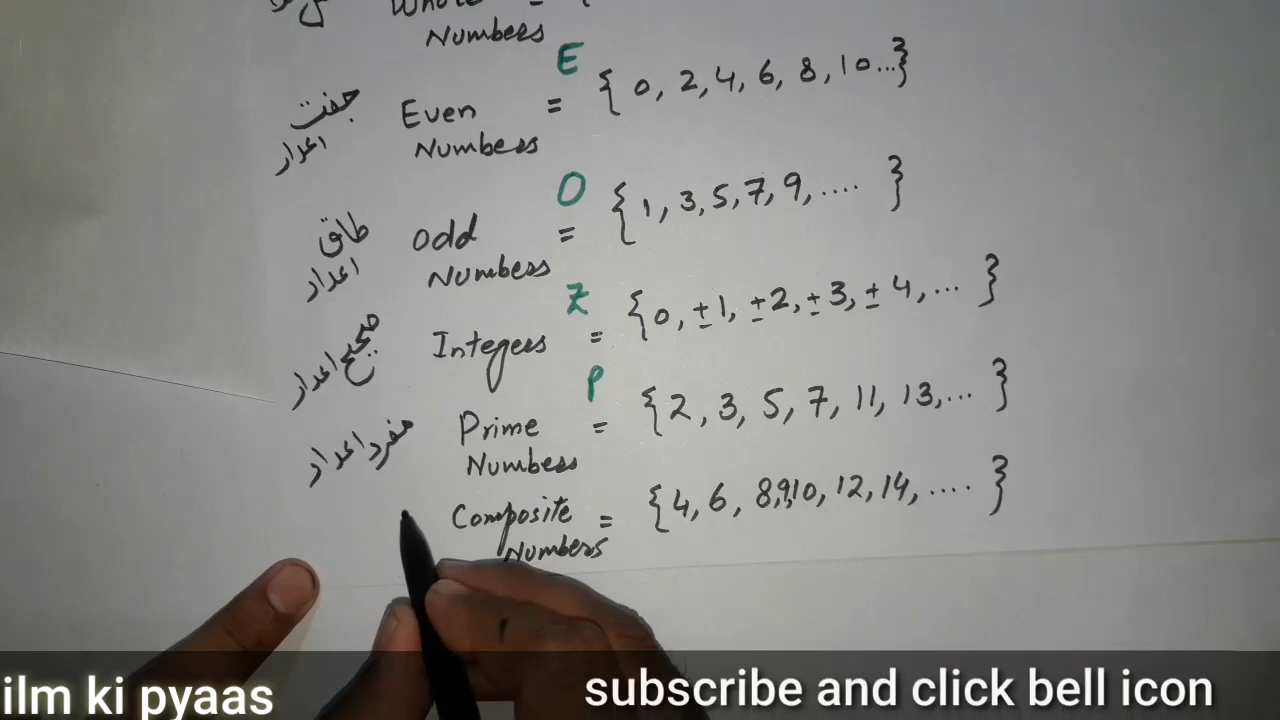 Whole =
Numbers
E
جفت Even = { 0, 2, 4, 6, 8, 10...}
اعداد Numbers
O
طاق Odd = { 1, 3, 5, 7, 9, .... }
اعداد Numbers
Z
صحیح اعداد Integers = { 0, ±1, ±2, ±3, ±4, ... }
P
مفرد اعداد Prime = { 2, 3, 5, 7, 11, 13, ... }
Numbers
Composite = { 4, 6, 8, 9, 10, 12, 14, .... }
Numbers
ilm ki pyaas subscribe and click bell icon